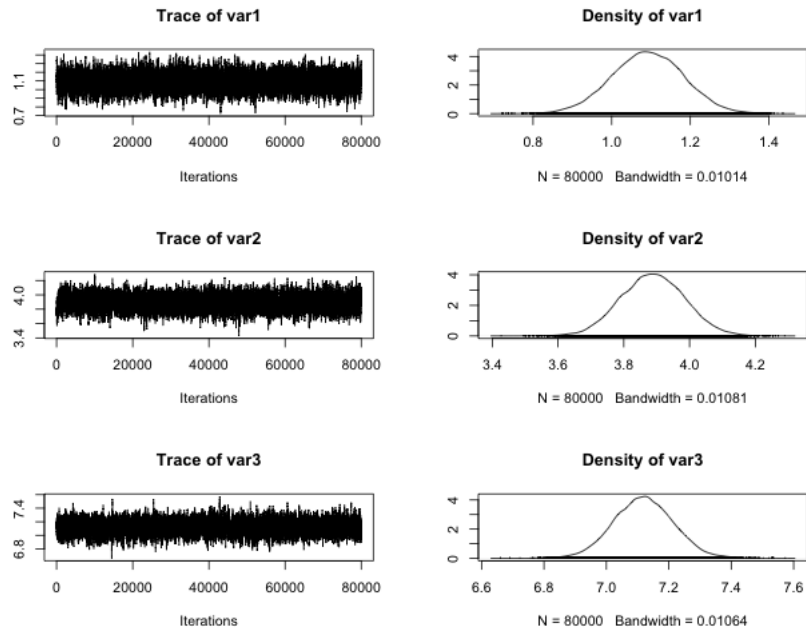 Trace of var1
0.7 1.1
0 20000 40000 60000 80000
Iterations
Density of var1
0 2 4
0.8 1.0 1.2 1.4
N = 80000 Bandwidth = 0.01014
Trace of var2
3.4 4.0
0 20000 40000 60000 80000
Iterations
Density of var2
0 2 4
3.4 3.6 3.8 4.0 4.2
N = 80000 Bandwidth = 0.01081
Trace of var3
6.8 7.4
0 20000 40000 60000 80000
Iterations
Density of var3
0 2 4
6.6 6.8 7.0 7.2 7.4 7.6
N = 80000 Bandwidth = 0.01064